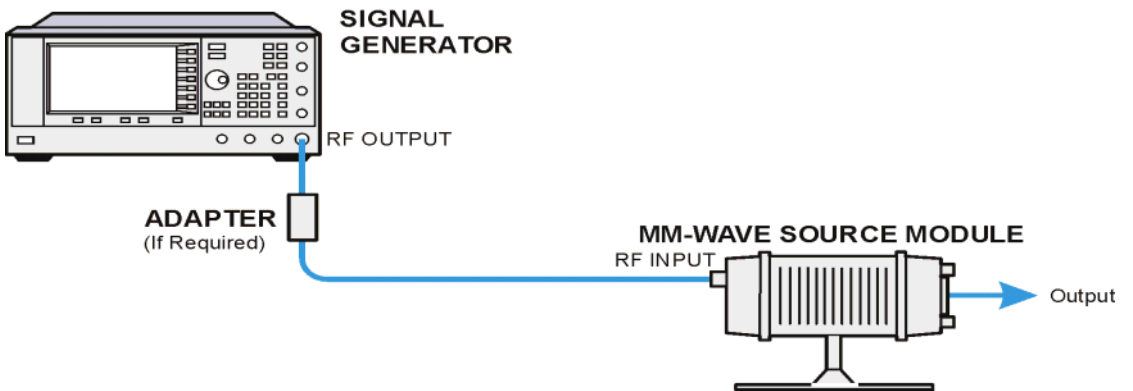 SIGNAL
GENERATOR
RF OUTPUT
ADAPTER
(If Required)
MM-WAVE SOURCE MODULE
RF INPUT
Output